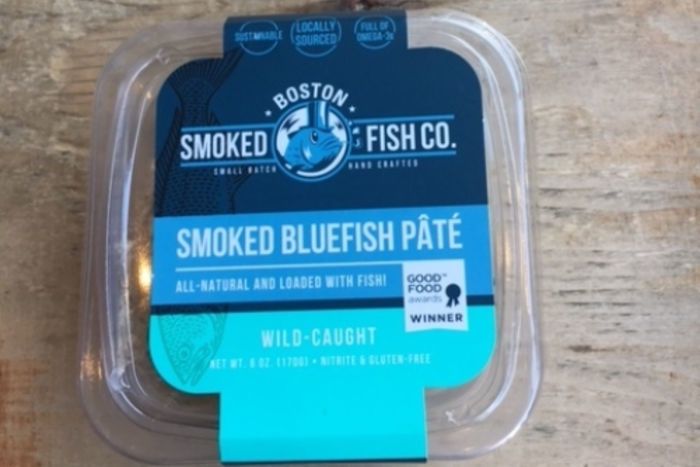 SUSTAINABLE
LOCALLY
SOURCED
FULL OF
OMEGA-3s
BOSTON
SMOKED FISH CO.
SMALL BATCH HAND CRAFTED
SMOKED BLUEFISH PÂTÉ
ALL-NATURAL AND LOADED WITH FISH!
GOOD™
FOOD
awards
WINNER
WILD-CAUGHT
NET WT. 6 OZ. (170G) • NITRITE & GLUTEN-FREE